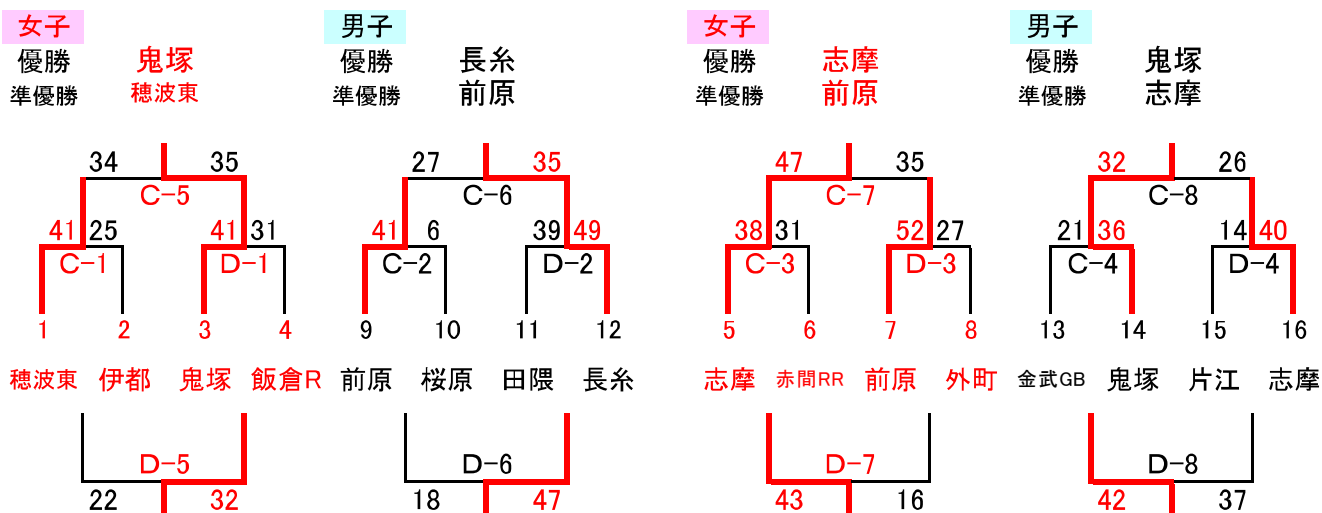 女子 男子 女子 男子
優勝 鬼塚 優勝 長糸 優勝 志摩 優勝 鬼塚
準優勝 穂波東 準優勝 前原 準優勝 前原 準優勝 志摩
34 35 27 35 47 35 32 26
C-5 C-6 C-7 C-8
41 25 41 31 41 6 39 49 38 31 52 27 21 36 14 40
C-1 D-1 C-2 D-2 C-3 D-3 C-4 D-4
1 2 3 4 9 10 11 12 5 6 7 8 13 14 15 16
穂波東 伊都 鬼塚 飯倉R 前原 桜原 田隈 長糸 志摩 赤間RR 前原 外町 金武GB 鬼塚 片江 志摩
D-5 D-6 D-7 D-8
22 32 18 47 43 16 42 37